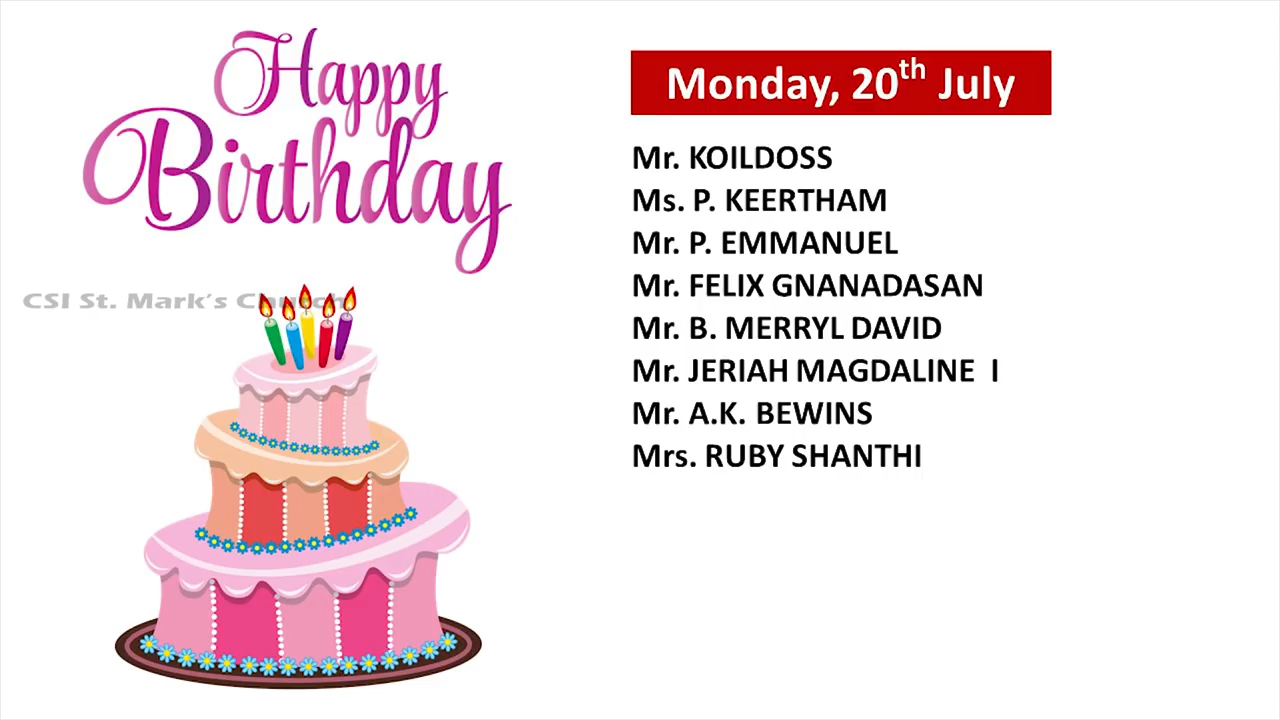 Happy
Birthday
CSI St. Mark's Church
Monday, 20th July
Mr. KOILDOSS
Ms. P. KEERTHAM
Mr. P. EMMANUEL
Mr. FELIX GNANADASAN
Mr. B. MERRYL DAVID
Mr. JERIAH MAGDALINE I
Mr. A.K. BEWINS
Mrs. RUBY SHANTHI